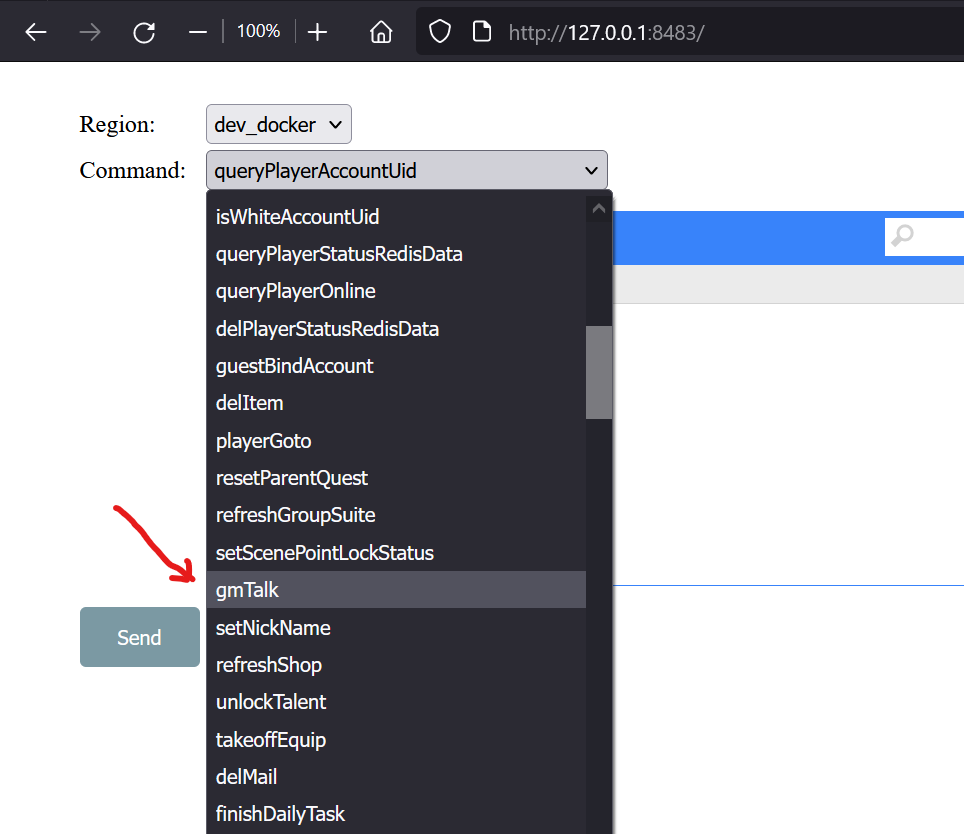 100%
http://127.0.0.1:8483/
Region: dev_docker
Command: queryPlayerAccountUid
isWhiteAccountUid
queryPlayerStatusRedisData
queryPlayerOnline
delPlayerStatusRedisData
guestBindAccount
delItem
playerGoto
resetParentQuest
refreshGroupSuite
setScenePointLockStatus
gmTalk
setNickName
refreshShop
unlockTalent
takeoffEquip
delMail
finishDailyTask
Send